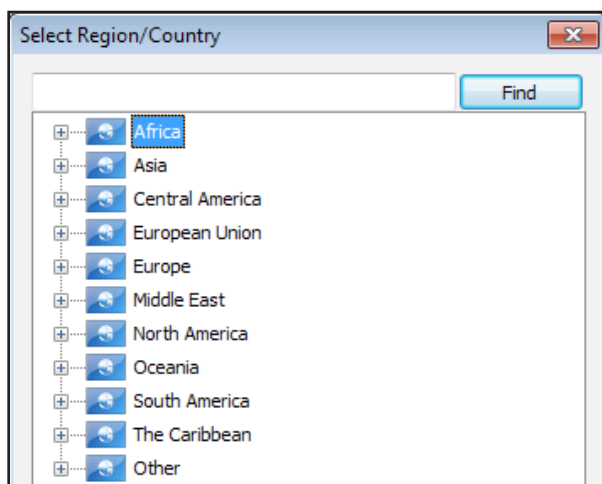 Select Region/Country
Find
Africa
Asia
Central America
European Union
Europe
Middle East
North America
Oceania
South America
The Caribbean
Other